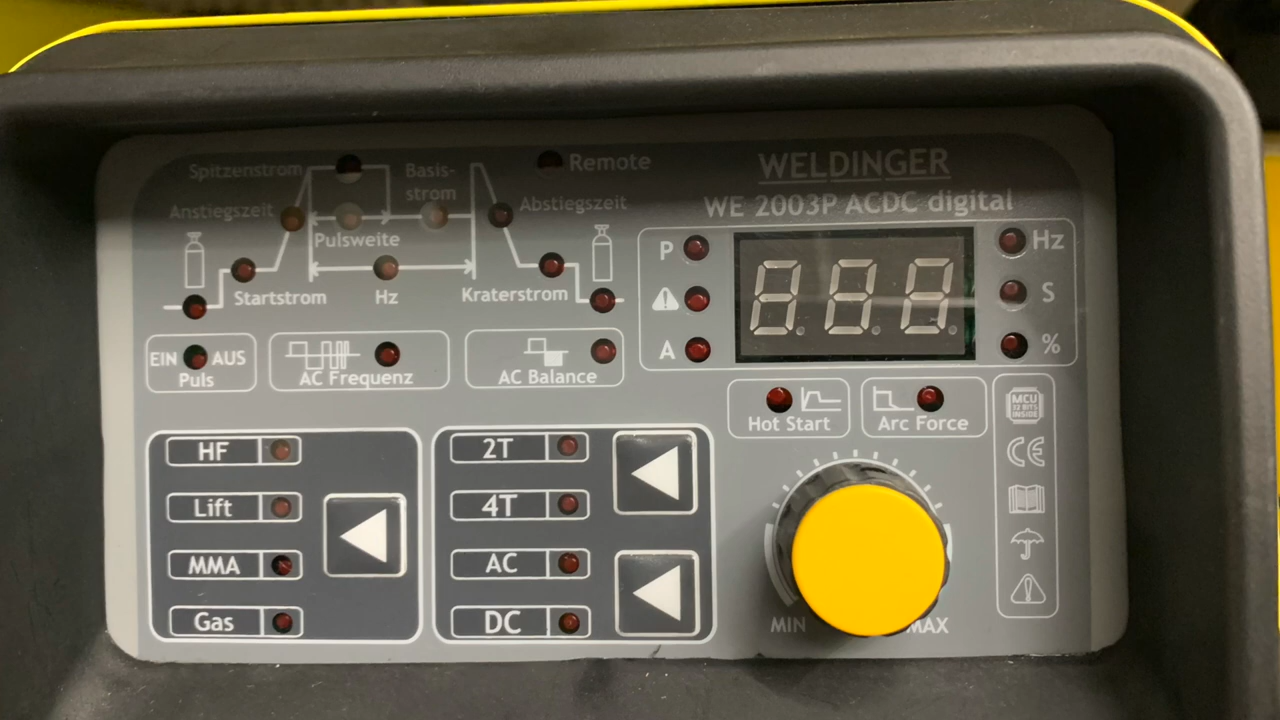 Spitzenstrom
Basis-
strom
Remote
WELDINGER
Anstiegszeit
Abstiegszeit
WE 2003P ACDC digital
Pulsweite
P
Hz
Startstrom
Hz
Kraterstrom
S
A
%
EIN AUS
Puls
AC Frequenz
AC Balance
Hot Start
Arc Force
MCU
32 BITS
INSIDE
CE
HF
Lift
MMA
Gas
2T
4T
AC
DC
MIN
MAX